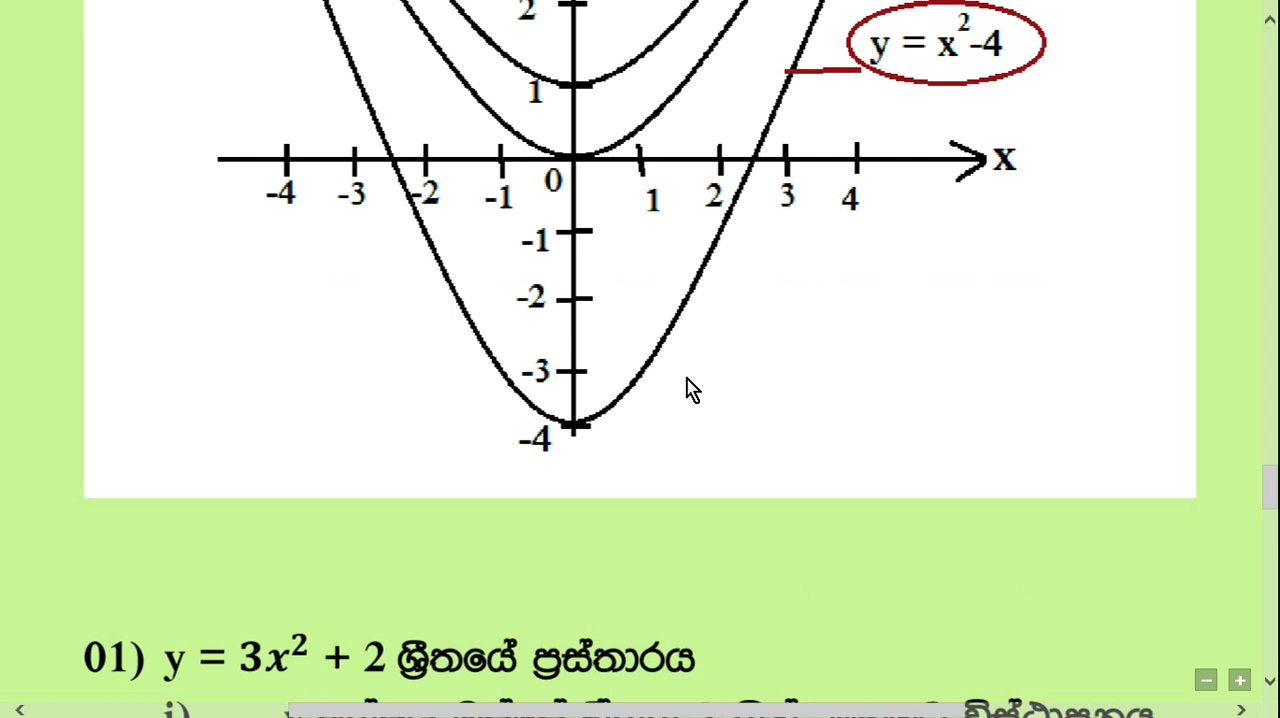 2
y = x²-4
1
x
-4 -3 -2 -1 0 1 2 3 4
-1
-2
-3
-4
01) y = 3x² + 2 ශ්‍රිතයේ ප්‍රස්තාරය
i)